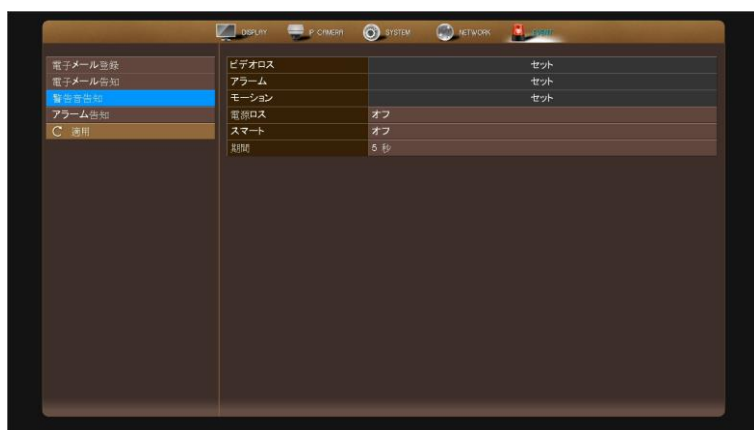 DISPLAY
IP CAMERA
SYSTEM
NETWORK
EVENT
電子メール登録
電子メール告知
警告音告知
アラーム告知
適用
ビデオロス セット
アラーム セット
モーション セット
電源ロス オフ
スマート オフ
期間 5 秒